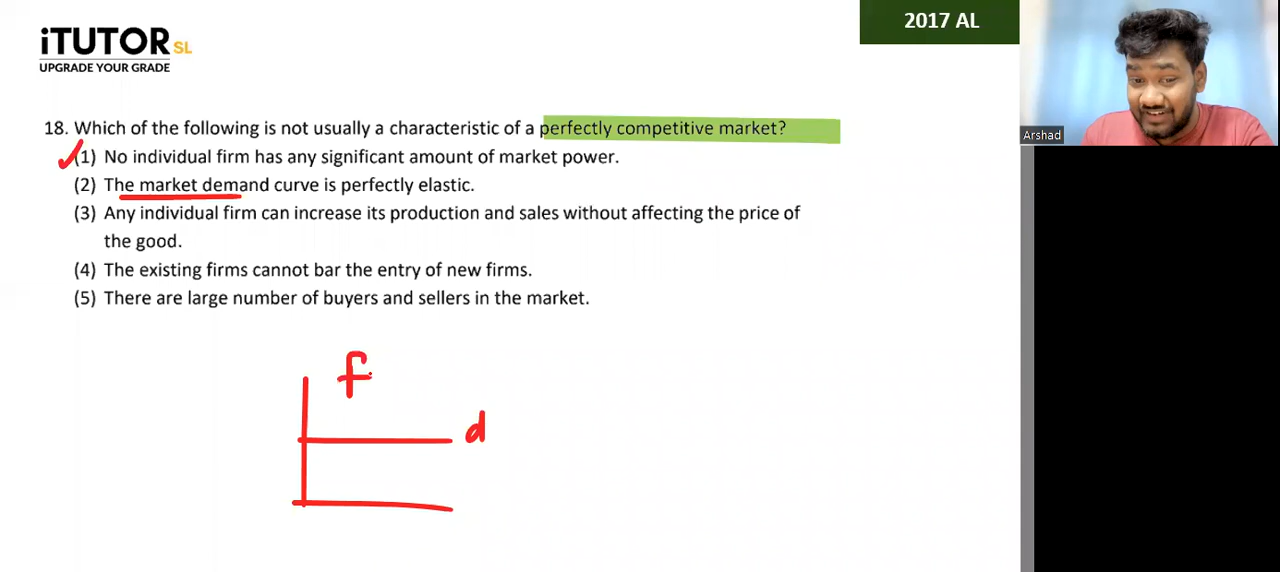 iTUTOR SL
UPGRADE YOUR GRADE
2017 AL
Arshad
18. Which of the following is not usually a characteristic of a perfectly competitive market?
(1) No individual firm has any significant amount of market power.
(2) The market demand curve is perfectly elastic.
(3) Any individual firm can increase its production and sales without affecting the price of
the good.
(4) The existing firms cannot bar the entry of new firms.
(5) There are large number of buyers and sellers in the market.
f
d